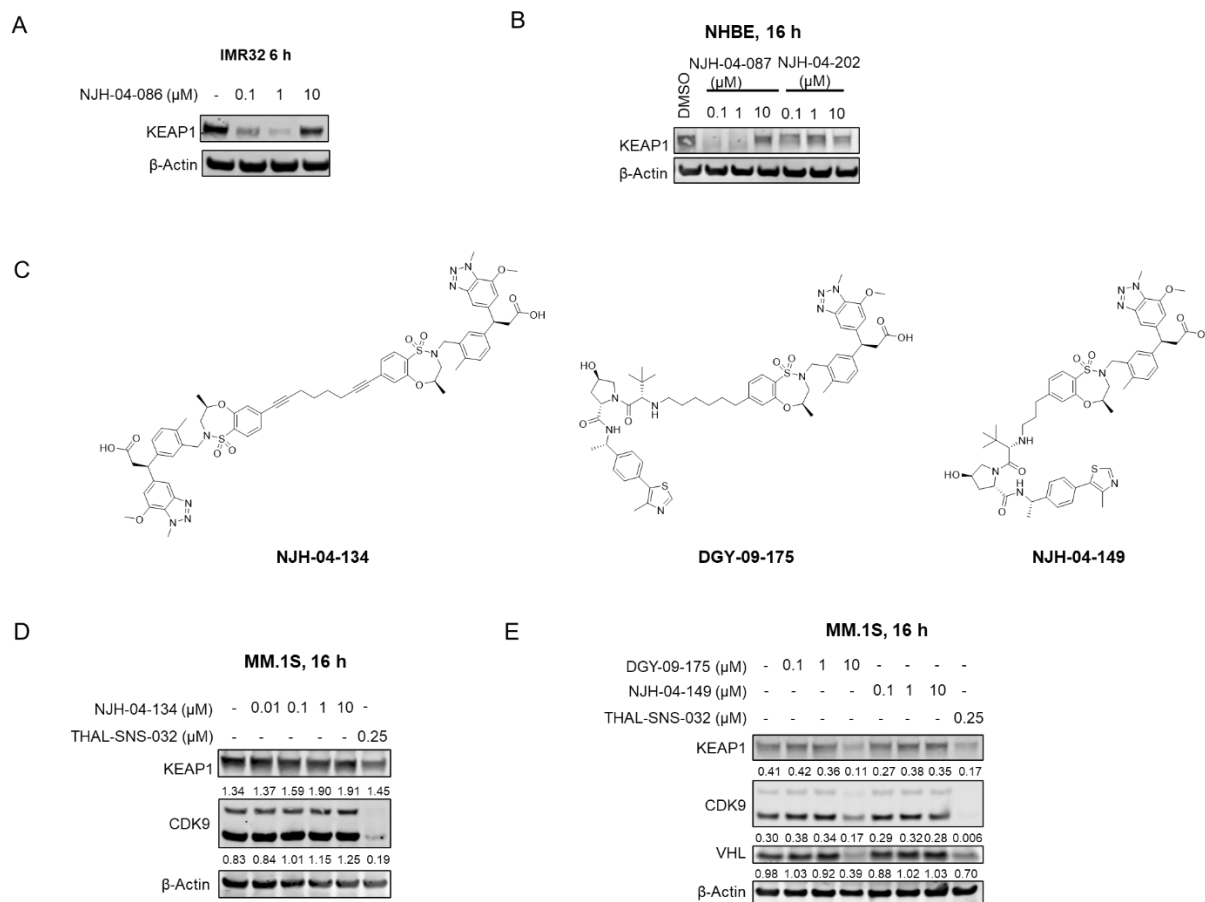 A
IMR32 6 h
NJH-04-086 (µM) - 0.1 1 10
KEAP1
β-Actin
B
NHBE, 16 h
DMSO
NJH-04-087 (µM) NJH-04-202 (µM)
0.1 1 10 0.1 1 10
KEAP1
β-Actin
C
NJH-04-134
DGY-09-175
NJH-04-149
D
MM.1S, 16 h
NJH-04-134 (µM) - 0.01 0.1 1 10 -
THAL-SNS-032 (µM) - - - - - 0.25
KEAP1
1.34 1.37 1.59 1.90 1.91 1.45
CDK9
0.83 0.84 1.01 1.15 1.25 0.19
β-Actin
E
MM.1S, 16 h
DGY-09-175 (µM) - 0.1 1 10 - - - -
NJH-04-149 (µM) - - - - 0.1 1 10 -
THAL-SNS-032 (µM) - - - - - - - 0.25
KEAP1
0.41 0.42 0.36 0.11 0.27 0.38 0.35 0.17
CDK9
0.30 0.38 0.34 0.17 0.29 0.32 0.28 0.006
VHL
0.98 1.03 0.92 0.39 0.88 1.02 1.03 0.70
β-Actin